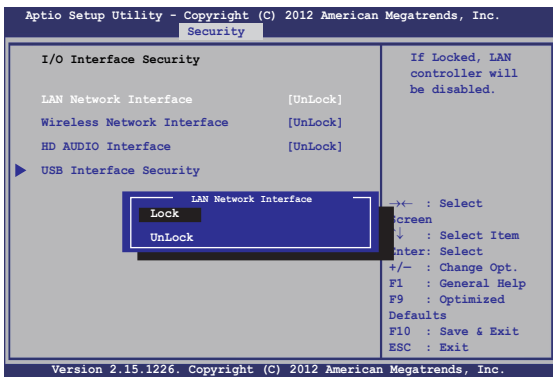 Aptio Setup Utility - Copyright (C) 2012 American Megatrends, Inc.
Security
I/O Interface Security
LAN Network Interface [UnLock]
Wireless Network Interface [UnLock]
HD AUDIO Interface [UnLock]
USB Interface Security
LAN Network Interface
Lock
UnLock
If Locked, LAN
controller will
be disabled.
→← : Select
Screen
↑↓ : Select Item
Enter: Select
+/— : Change Opt.
F1 : General Help
F9 : Optimized
Defaults
F10 : Save & Exit
ESC : Exit
Version 2.15.1226. Copyright (C) 2012 American Megatrends, Inc.